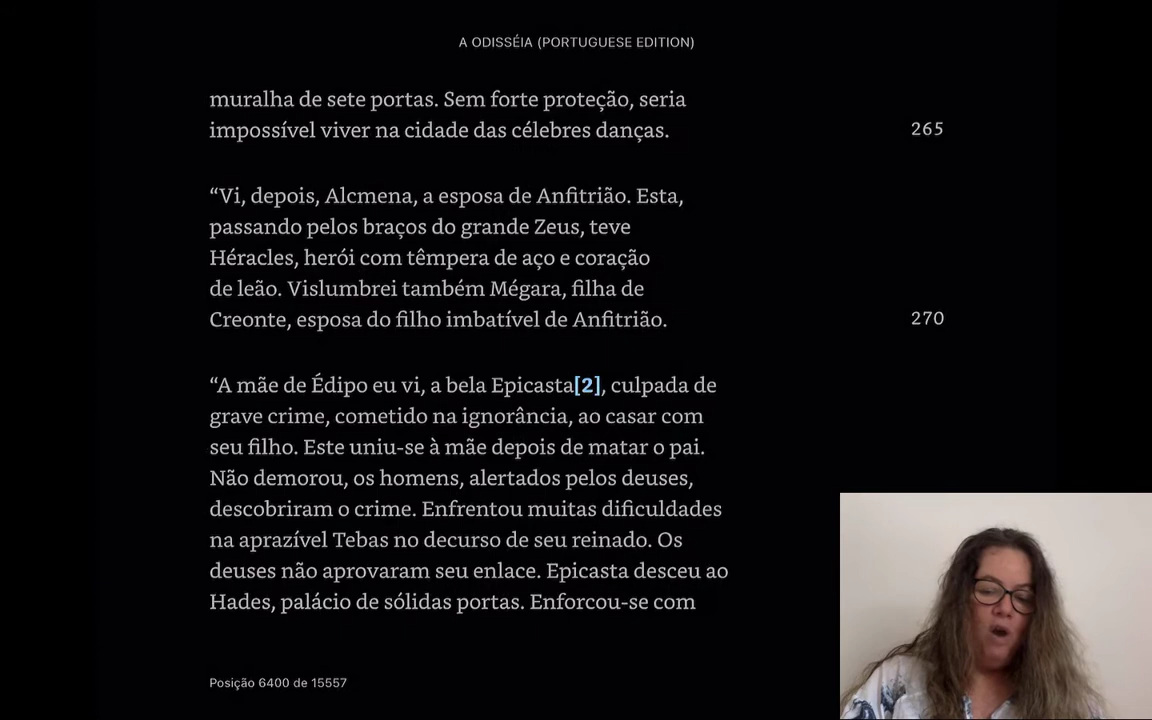 A ODISSÉIA (PORTUGUESE EDITION)
muralha de sete portas. Sem forte proteção, seria
impossível viver na cidade das célebres danças. 265
“Vi, depois, Alcmena, a esposa de Anfitrião. Esta,
passando pelos braços do grande Zeus, teve
Héracles, herói com têmpera de aço e coração
de leão. Vislumbrei também Mégara, filha de
Creonte, esposa do filho imbatível de Anfitrião. 270
“A mãe de Édipo eu vi, a bela Epicasta[2], culpada de
grave crime, cometido na ignorância, ao casar com
seu filho. Este uniu-se à mãe depois de matar o pai.
Não demorou, os homens, alertados pelos deuses,
descobriram o crime. Enfrentou muitas dificuldades
na aprazível Tebas no decurso de seu reinado. Os
deuses não aprovaram seu enlace. Epicasta desceu ao
Hades, palácio de sólidas portas. Enforcou-se com
Posição 6400 de 15557